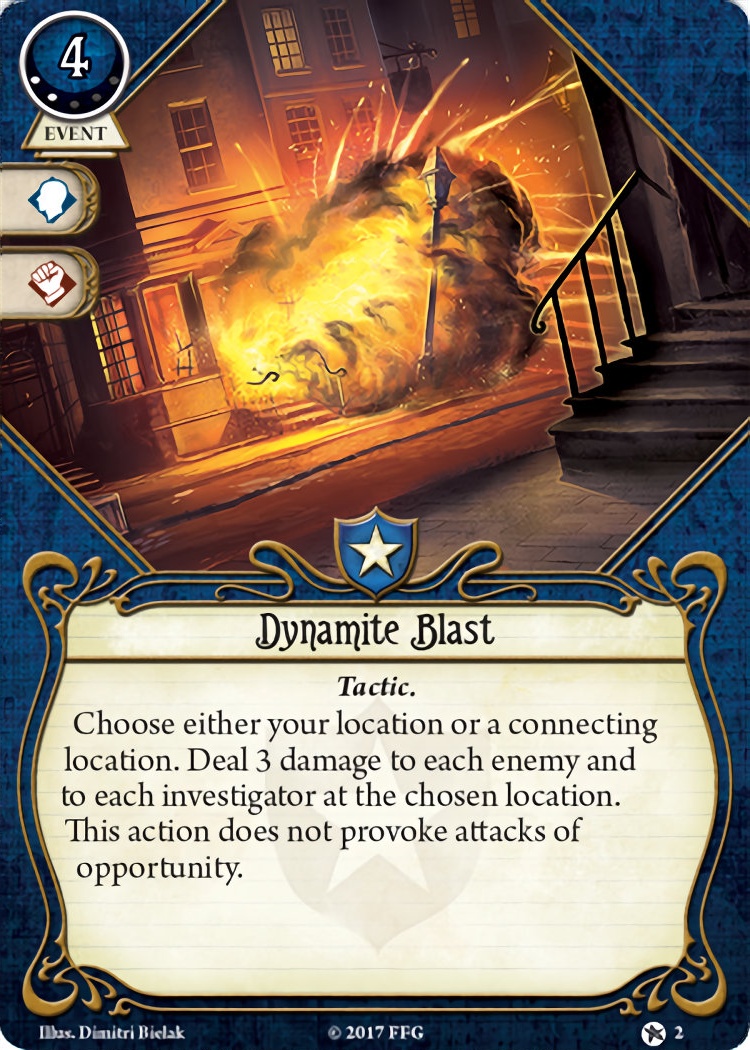 4
EVENT
Dynamite Blast
Tactic.
Choose either your location or a connecting
location. Deal 3 damage to each enemy and
to each investigator at the chosen location.
This action does not provoke attacks of
opportunity.
Illus. Dimitri Bielak
© 2017 FFG
2